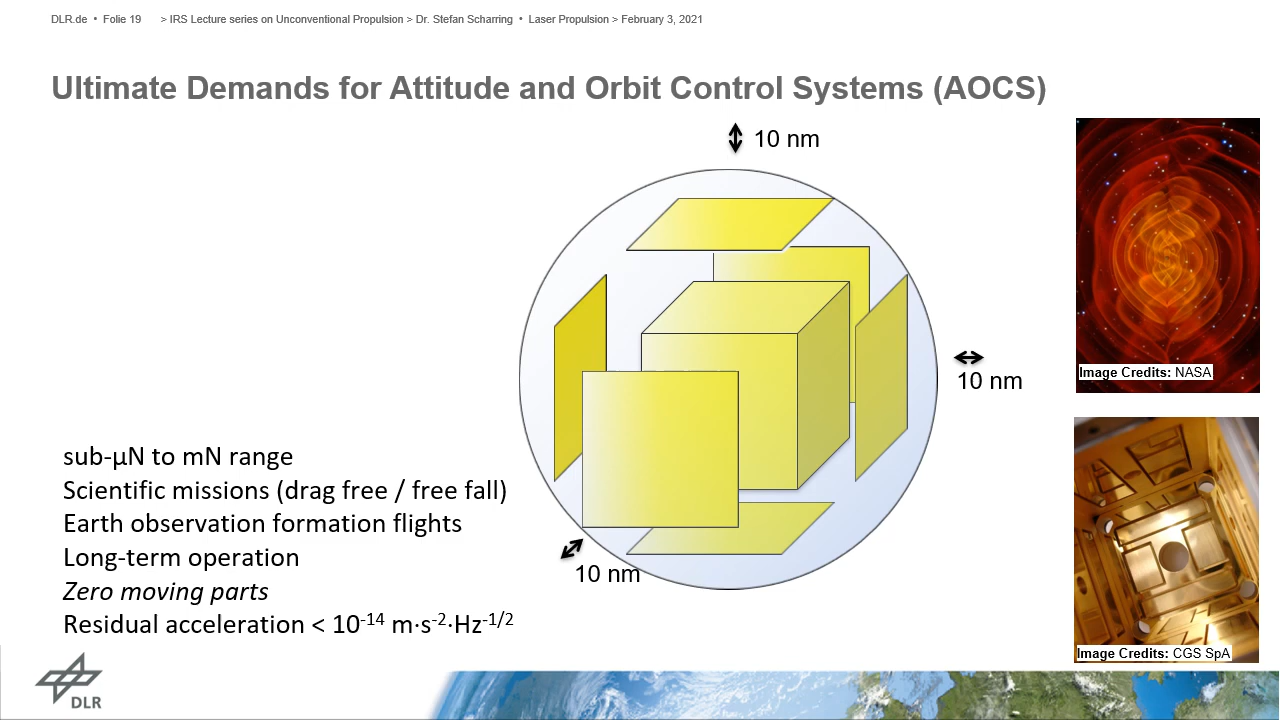 DLR.de • Folie 19 > IRS Lecture series on Unconventional Propulsion > Dr. Stefan Scharring • Laser Propulsion > February 3, 2021
Ultimate Demands for Attitude and Orbit Control Systems (AOCS)
10 nm
Image Credits: NASA
10 nm
sub-µN to mN range
Scientific missions (drag free / free fall)
Earth observation formation flights
Long-term operation
Zero moving parts
Residual acceleration < 10⁻¹⁴ m·s⁻²·Hz⁻¹/²
10 nm
Image Credits: CGS SpA
DLR